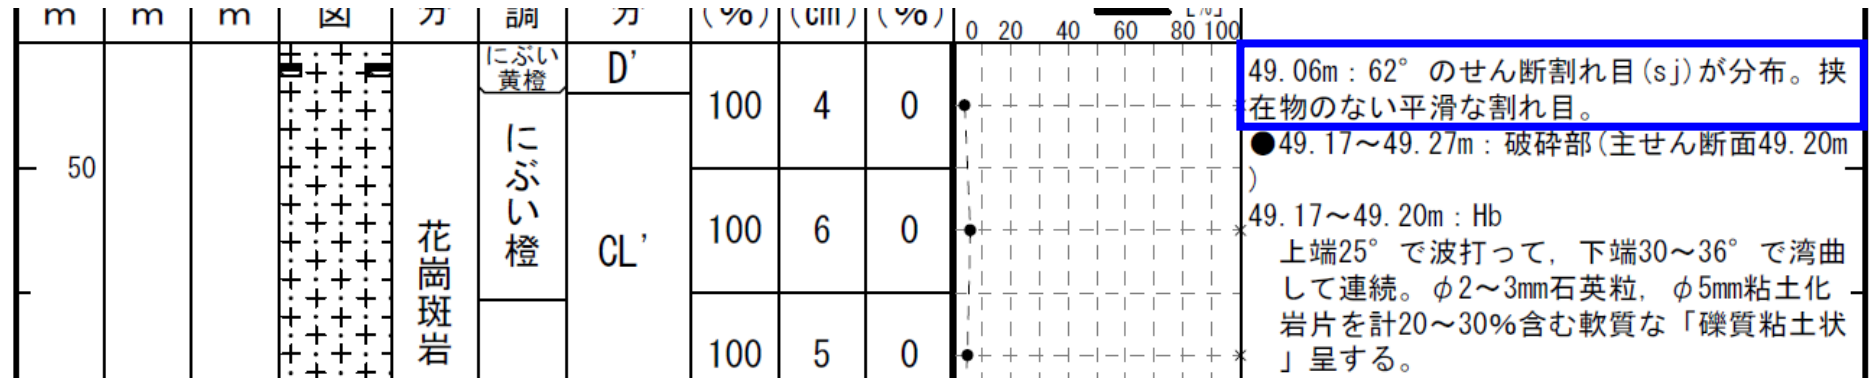 m m m 図 分 調 分 (%) (cm) (%)
0 20 40 60 80 100
にぶい
黄橙
D'
100 4 0
49.06m：62°のせん断割れ目(sj)が分布。挟
在物のない平滑な割れ目。
●49.17～49.27m：破砕部(主せん断面49.20m
)
50
にぶい橙
花崗斑岩
CL'
100 6 0
49.17～49.20m：Hb
上端25°で波打って，下端30～36°で湾曲
して連続。φ2～3mm石英粒，φ5mm粘土化
岩片を計20～30%含む軟質な「礫質粘土状
」呈する。
100 5 0